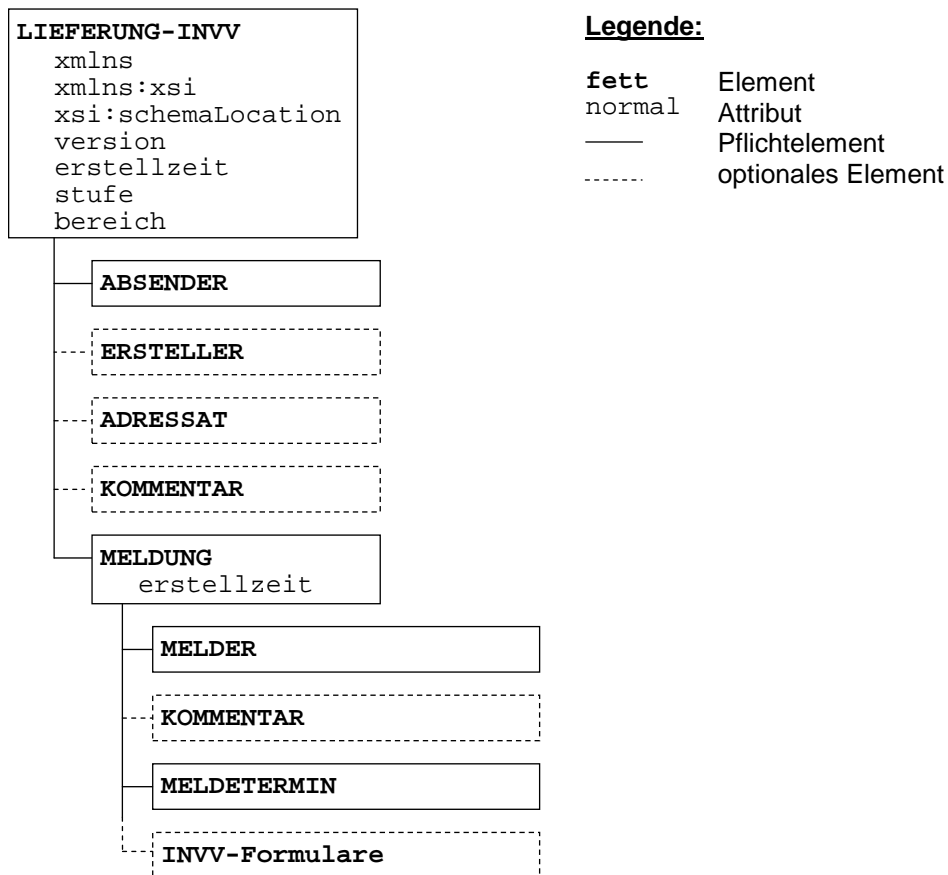 LIEFERUNG-INVV
xmlns
xmlns:xsi
xsi:schemaLocation
version
erstellzeit
stufe
bereich
ABSENDER
ERSTELLER
ADRESSAT
KOMMENTAR
MELDUNG
erstellzeit
MELDER
KOMMENTAR
MELDETERMIN
INVV-Formulare
Legende:
fett Element
normal Attribut
Pflichtelement
optionales Element